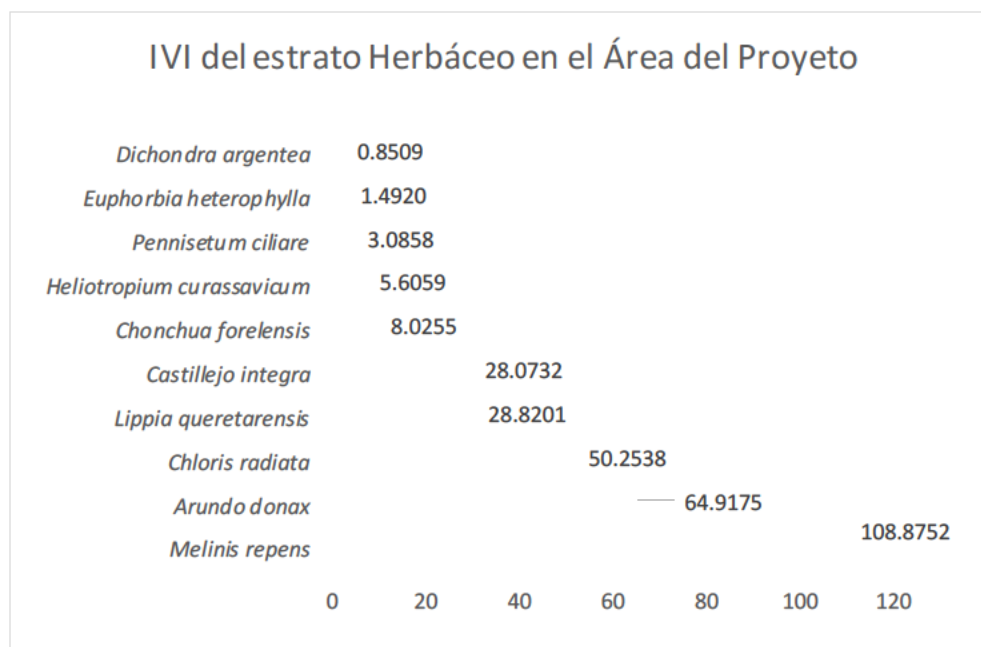 IVI del estrato Herbáceo en el Área del Proyeto
Dichondra argentea 0.8509
Euphorbia heterophylla 1.4920
Pennisetum ciliare 3.0858
Heliotropium curassavicum 5.6059
Chonchua forelensis 8.0255
Castillejo integra 28.0732
Lippia queretarensis 28.8201
Chloris radiata 50.2538
Arundo donax 64.9175
Melinis repens 108.8752
0 20 40 60 80 100 120